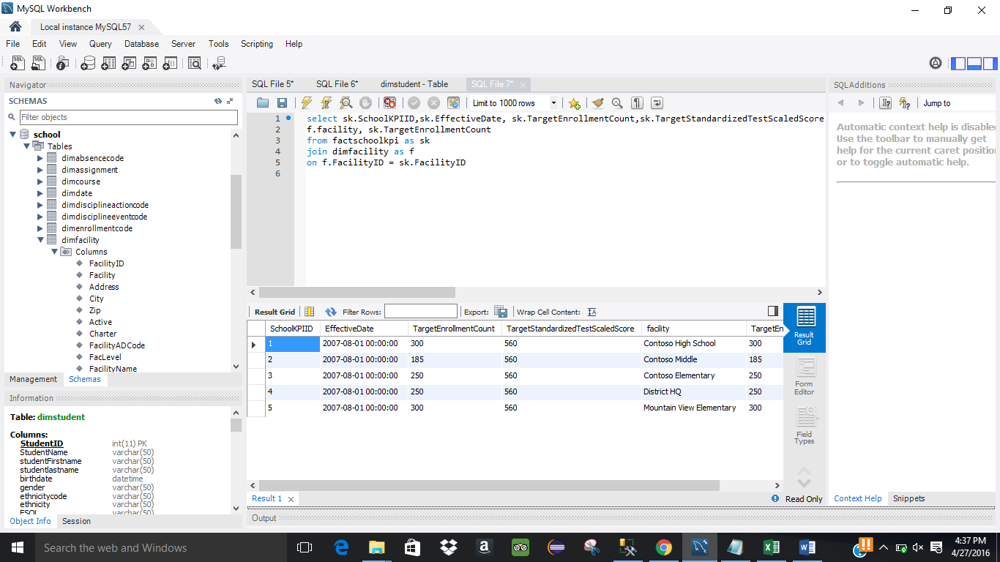 MySQL Workbench
Local instance MySQL57
File Edit View Query Database Server Tools Scripting Help
Navigator
SCHEMAS
Filter objects
school
Tables
dimabsencecode
dimassignment
dimcourse
dimdate
dimdisciplineactioncode
dimdisciplineeventcode
dimenrollmentcode
dimfacility
Columns
FacilityID
Facility
Address
City
Zip
Active
Charter
FacilityADCode
FacLevel
FacilityName
Management Schemas
Information
Table: dimstudent
Columns:
StudentID int(11) PK
StudentName varchar(50)
studentFirstname varchar(50)
studentlastname varchar(50)
birthdate datetime
gender varchar(50)
ethnicitycode varchar(50)
ethnicity varchar(50)
ESOL varchar(50)
Object Info Session
SQL File 5* SQL File 6* dimstudent - Table SQL File 7*
Limit to 1000 rows
1 select sk.SchoolKPIID,sk.EffectiveDate, sk.TargetEnrollmentCount,sk.TargetStandardizedTestScaledScore
2 f.facility, sk.TargetEnrollmentCount
3 from factschoolkpi as sk
4 join dimfacility as f
5 on f.FacilityID = sk.FacilityID
6
Result Grid Filter Rows: Export: Wrap Cell Content:
SchoolKPIID EffectiveDate TargetEnrollmentCount TargetStandardizedTestScaledScore facility TargetEn
1 2007-08-01 00:00:00 300 560 Contoso High School 300
2 2007-08-01 00:00:00 185 560 Contoso Middle 185
3 2007-08-01 00:00:00 250 560 Contoso Elementary 250
4 2007-08-01 00:00:00 250 560 District HQ 250
5 2007-08-01 00:00:00 300 560 Mountain View Elementary 300
Result
Grid
Form
Editor
Field
Types
Result 1
Read Only
Output
SQLAdditions
Jump to
Automatic context help is disabled
Use the toolbar to manually get
help for the current caret position
or to toggle automatic help.
Context Help Snippets
Search the web and Windows
4:37 PM
4/27/2016